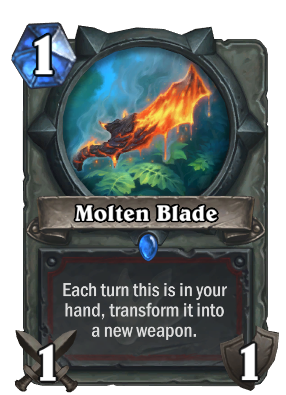 1
Molten Blade
Each turn this is in your
hand, transform it into
a new weapon.
1 1